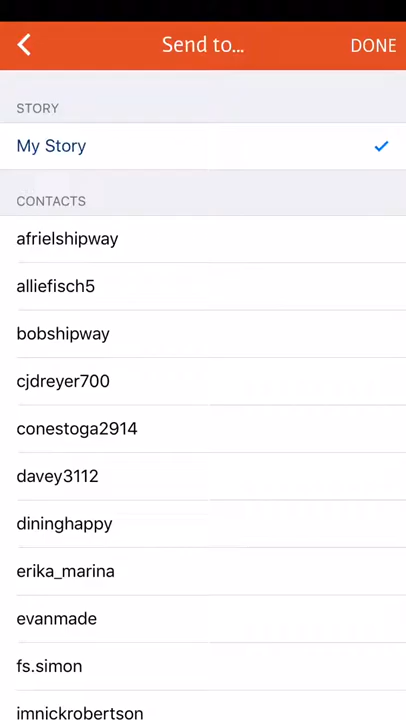 Send to...
DONE
STORY
My Story
CONTACTS
afrielshipway
alliefisch5
bobshipway
cjdreyer700
conestoga2914
davey3112
dininghappy
erika_marina
evanmade
fs.simon
imnickrobertson